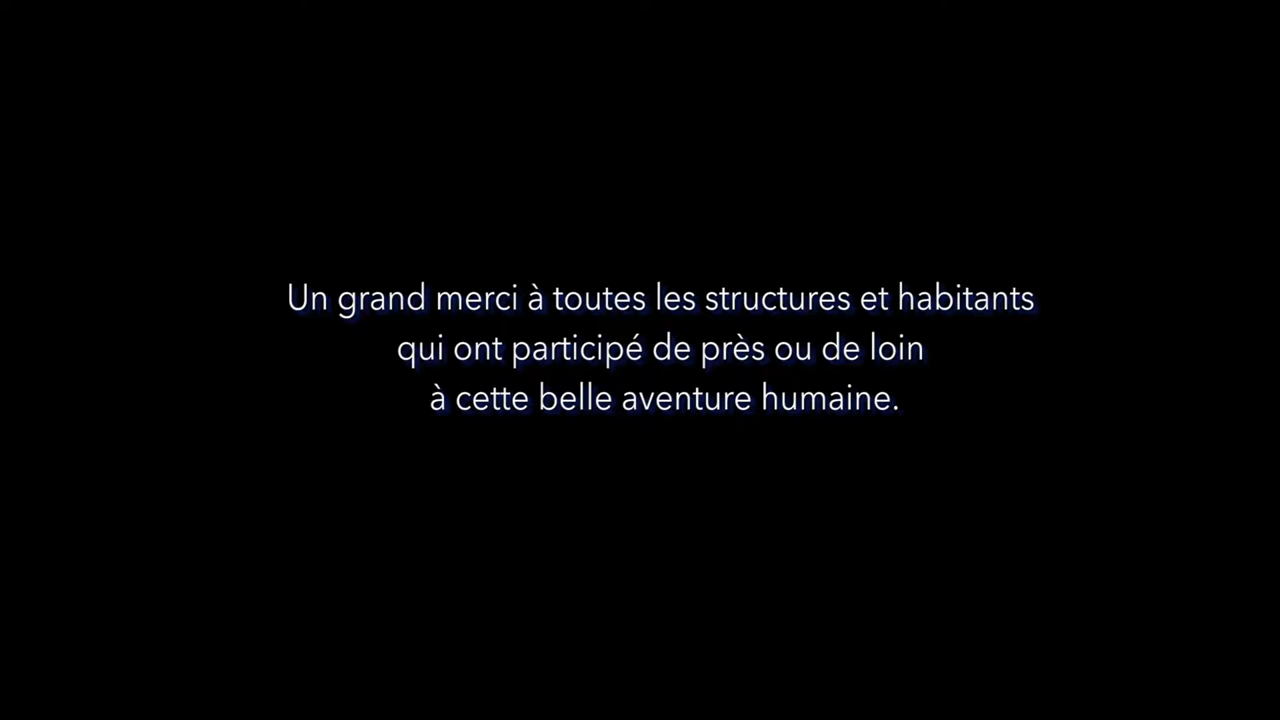 Un grand merci à toutes les structures et habitants
qui ont participé de près ou de loin
à cette belle aventure humaine.